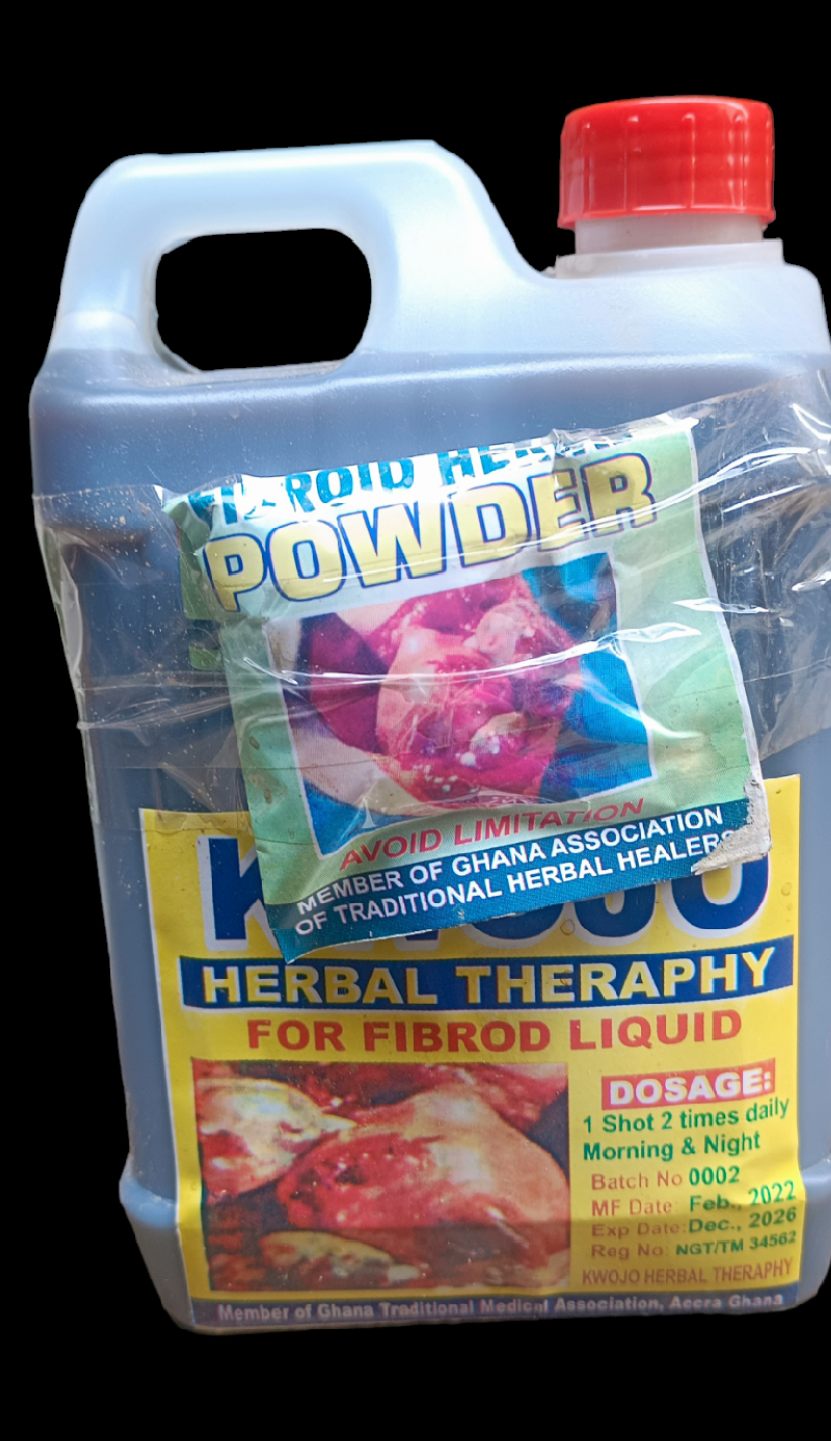 POWDER
AVOID LIMITATION
MEMBER OF GHANA ASSOCIATION
OF TRADITIONAL HERBAL HEALERS
HERBAL THERAPHY
FOR FIBROD LIQUID
DOSAGE:
1 Shot 2 times daily
Morning & Night
Batch No 0002
MF Date: Feb., 2022
Exp Date: Dec., 2026
Reg No: NGT/TM 34562
KWOJO HERBAL THERAPHY
Member of Ghana Traditional Medical Association, Accra Ghana